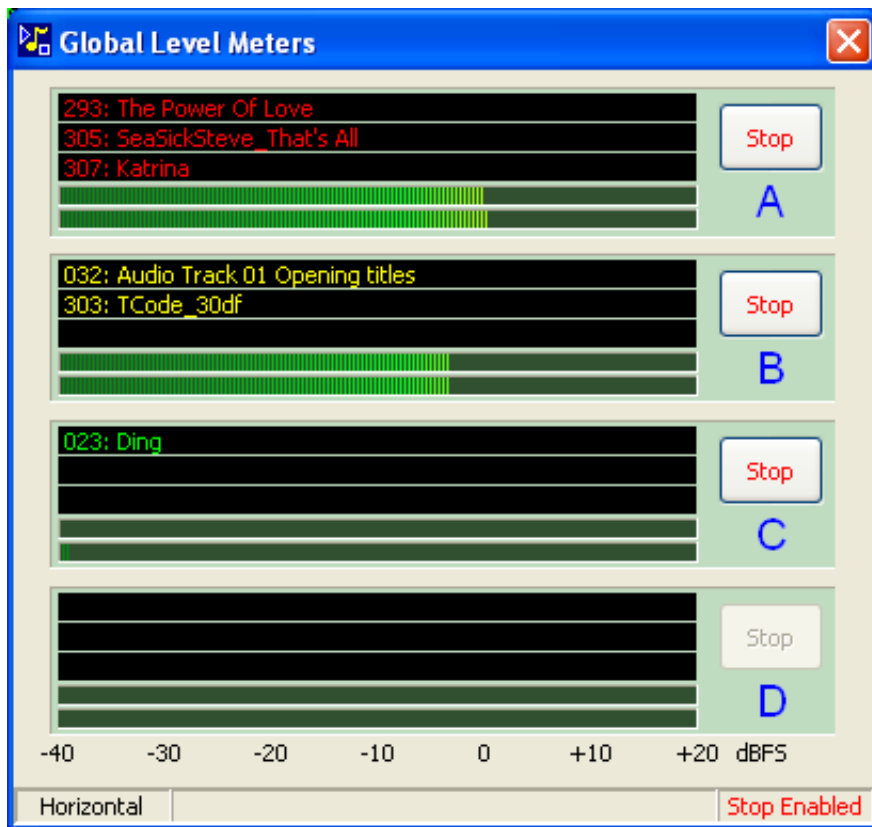 Global Level Meters
293: The Power Of Love
305: SeaSickSteve_That's All
307: Katrina
Stop
A
032: Audio Track 01 Opening titles
303: TCode_30df
Stop
B
023: Ding
Stop
C
Stop
D
-40 -30 -20 -10 0 +10 +20 dBFS
Horizontal
Stop Enabled